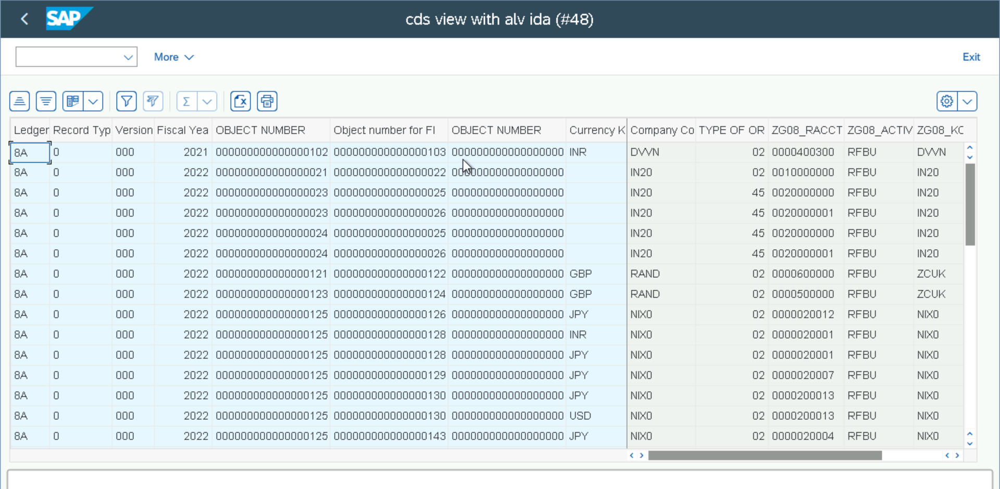 SAP
cds view with alv ida (#48)
More
Exit
Ledger Record Typ Version Fiscal Yea OBJECT NUMBER Object number for FI OBJECT NUMBER Currency K Company Co TYPE OF OR ZG08_RACCT ZG08_ACTIV ZG08_KO
8A 0 000 2021 000000000000000102 000000000000000103 000000000000000000 INR DVVN 02 0000400300 RFBU DVVN
8A 0 000 2022 000000000000000021 000000000000000022 000000000000000000 IN20 02 0010000000 RFBU IN20
8A 0 000 2022 000000000000000023 000000000000000025 000000000000000000 IN20 45 0020000000 RFBU IN20
8A 0 000 2022 000000000000000023 000000000000000026 000000000000000000 IN20 45 0020000001 RFBU IN20
8A 0 000 2022 000000000000000024 000000000000000025 000000000000000000 IN20 45 0020000000 RFBU IN20
8A 0 000 2022 000000000000000024 000000000000000026 000000000000000000 IN20 45 0020000001 RFBU IN20
8A 0 000 2022 000000000000000121 000000000000000122 000000000000000000 GBP RAND 02 0000600000 RFBU ZCUK
8A 0 000 2022 000000000000000123 000000000000000124 000000000000000000 GBP RAND 02 0000500000 RFBU ZCUK
8A 0 000 2022 000000000000000125 000000000000000126 000000000000000000 JPY NIX0 02 0000020012 RFBU NIX0
8A 0 000 2022 000000000000000125 000000000000000128 000000000000000000 INR NIX0 02 0000020001 RFBU NIX0
8A 0 000 2022 000000000000000125 000000000000000128 000000000000000000 JPY NIX0 02 0000020001 RFBU NIX0
8A 0 000 2022 000000000000000125 000000000000000129 000000000000000000 JPY NIX0 02 0000020007 RFBU NIX0
8A 0 000 2022 000000000000000125 000000000000000130 000000000000000000 JPY NIX0 02 0000200013 RFBU NIX0
8A 0 000 2022 000000000000000125 000000000000000130 000000000000000000 USD NIX0 02 0000200013 RFBU NIX0
8A 0 000 2022 000000000000000125 000000000000000143 000000000000000000 JPY NIX0 02 0000020004 RFBU NIX0